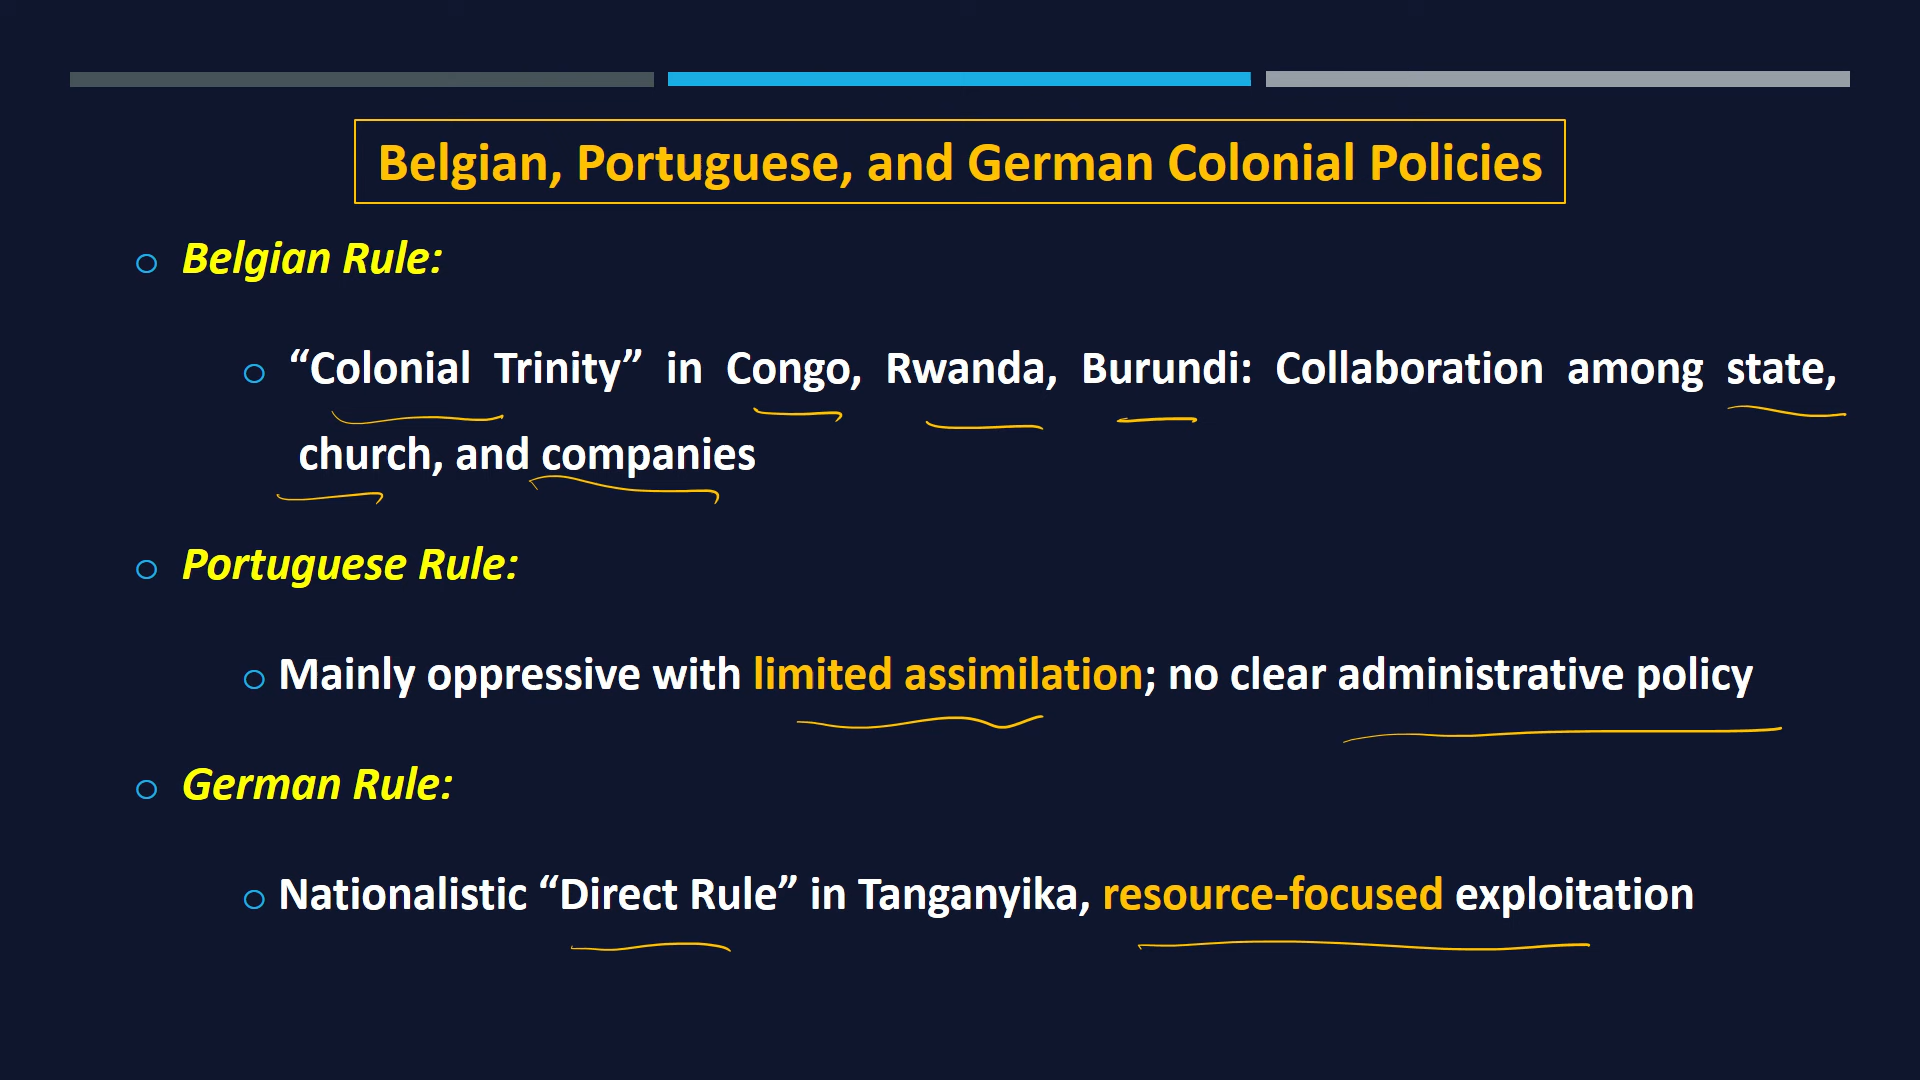 Belgian, Portuguese, and German Colonial Policies
Belgian Rule:
“Colonial Trinity” in Congo, Rwanda, Burundi: Collaboration among state,
church, and companies
Portuguese Rule:
Mainly oppressive with limited assimilation; no clear administrative policy
German Rule:
Nationalistic “Direct Rule” in Tanganyika, resource-focused exploitation